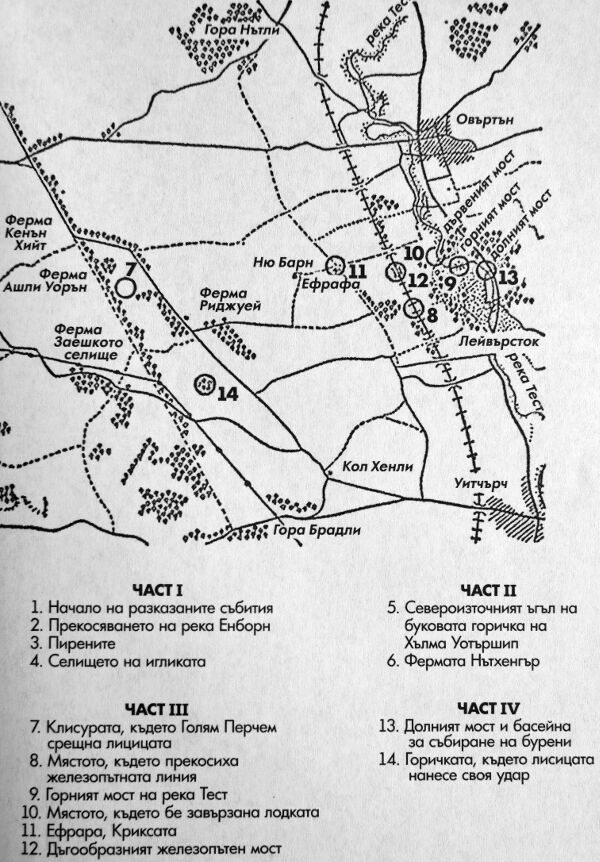 Гора Нътли
река Тест
Овъртън
дървеният мост
горният мост
долният мост
Ферма
Кенън
Хийт
7
Ферма
Ашли Уорън
Ню Барн
11
Ефрафа
10
12
9
13
8
Ферма
Риджуей
Ферма
Заешкото
селище
Лейвърсток
река Тест
14
Кол Хенли
Уитчърч
Гора Брадли
ЧАСТ I
1. Начало на разказаните събития
2. Прекосяването на река Енборн
3. Пирените
4. Селището на игликата
ЧАСТ II
5. Североизточният ъгъл на
буковата горичка на
Хълма Уотършип
6. Фермата Нътхенгър
ЧАСТ III
7. Клисурата, където Голям Перчем
срещна лицицата
8. Мястото, където прекосиха
железопътната линия
9. Горният мост на река Тест
10. Мястото, където бе завързана лодката
11. Ефрара, Криксата
12. Дъгообразният железопътен мост
ЧАСТ IV
13. Долният мост и басейна
за събиране на бурени
14. Горичката, където лисицата
нанесе своя удар